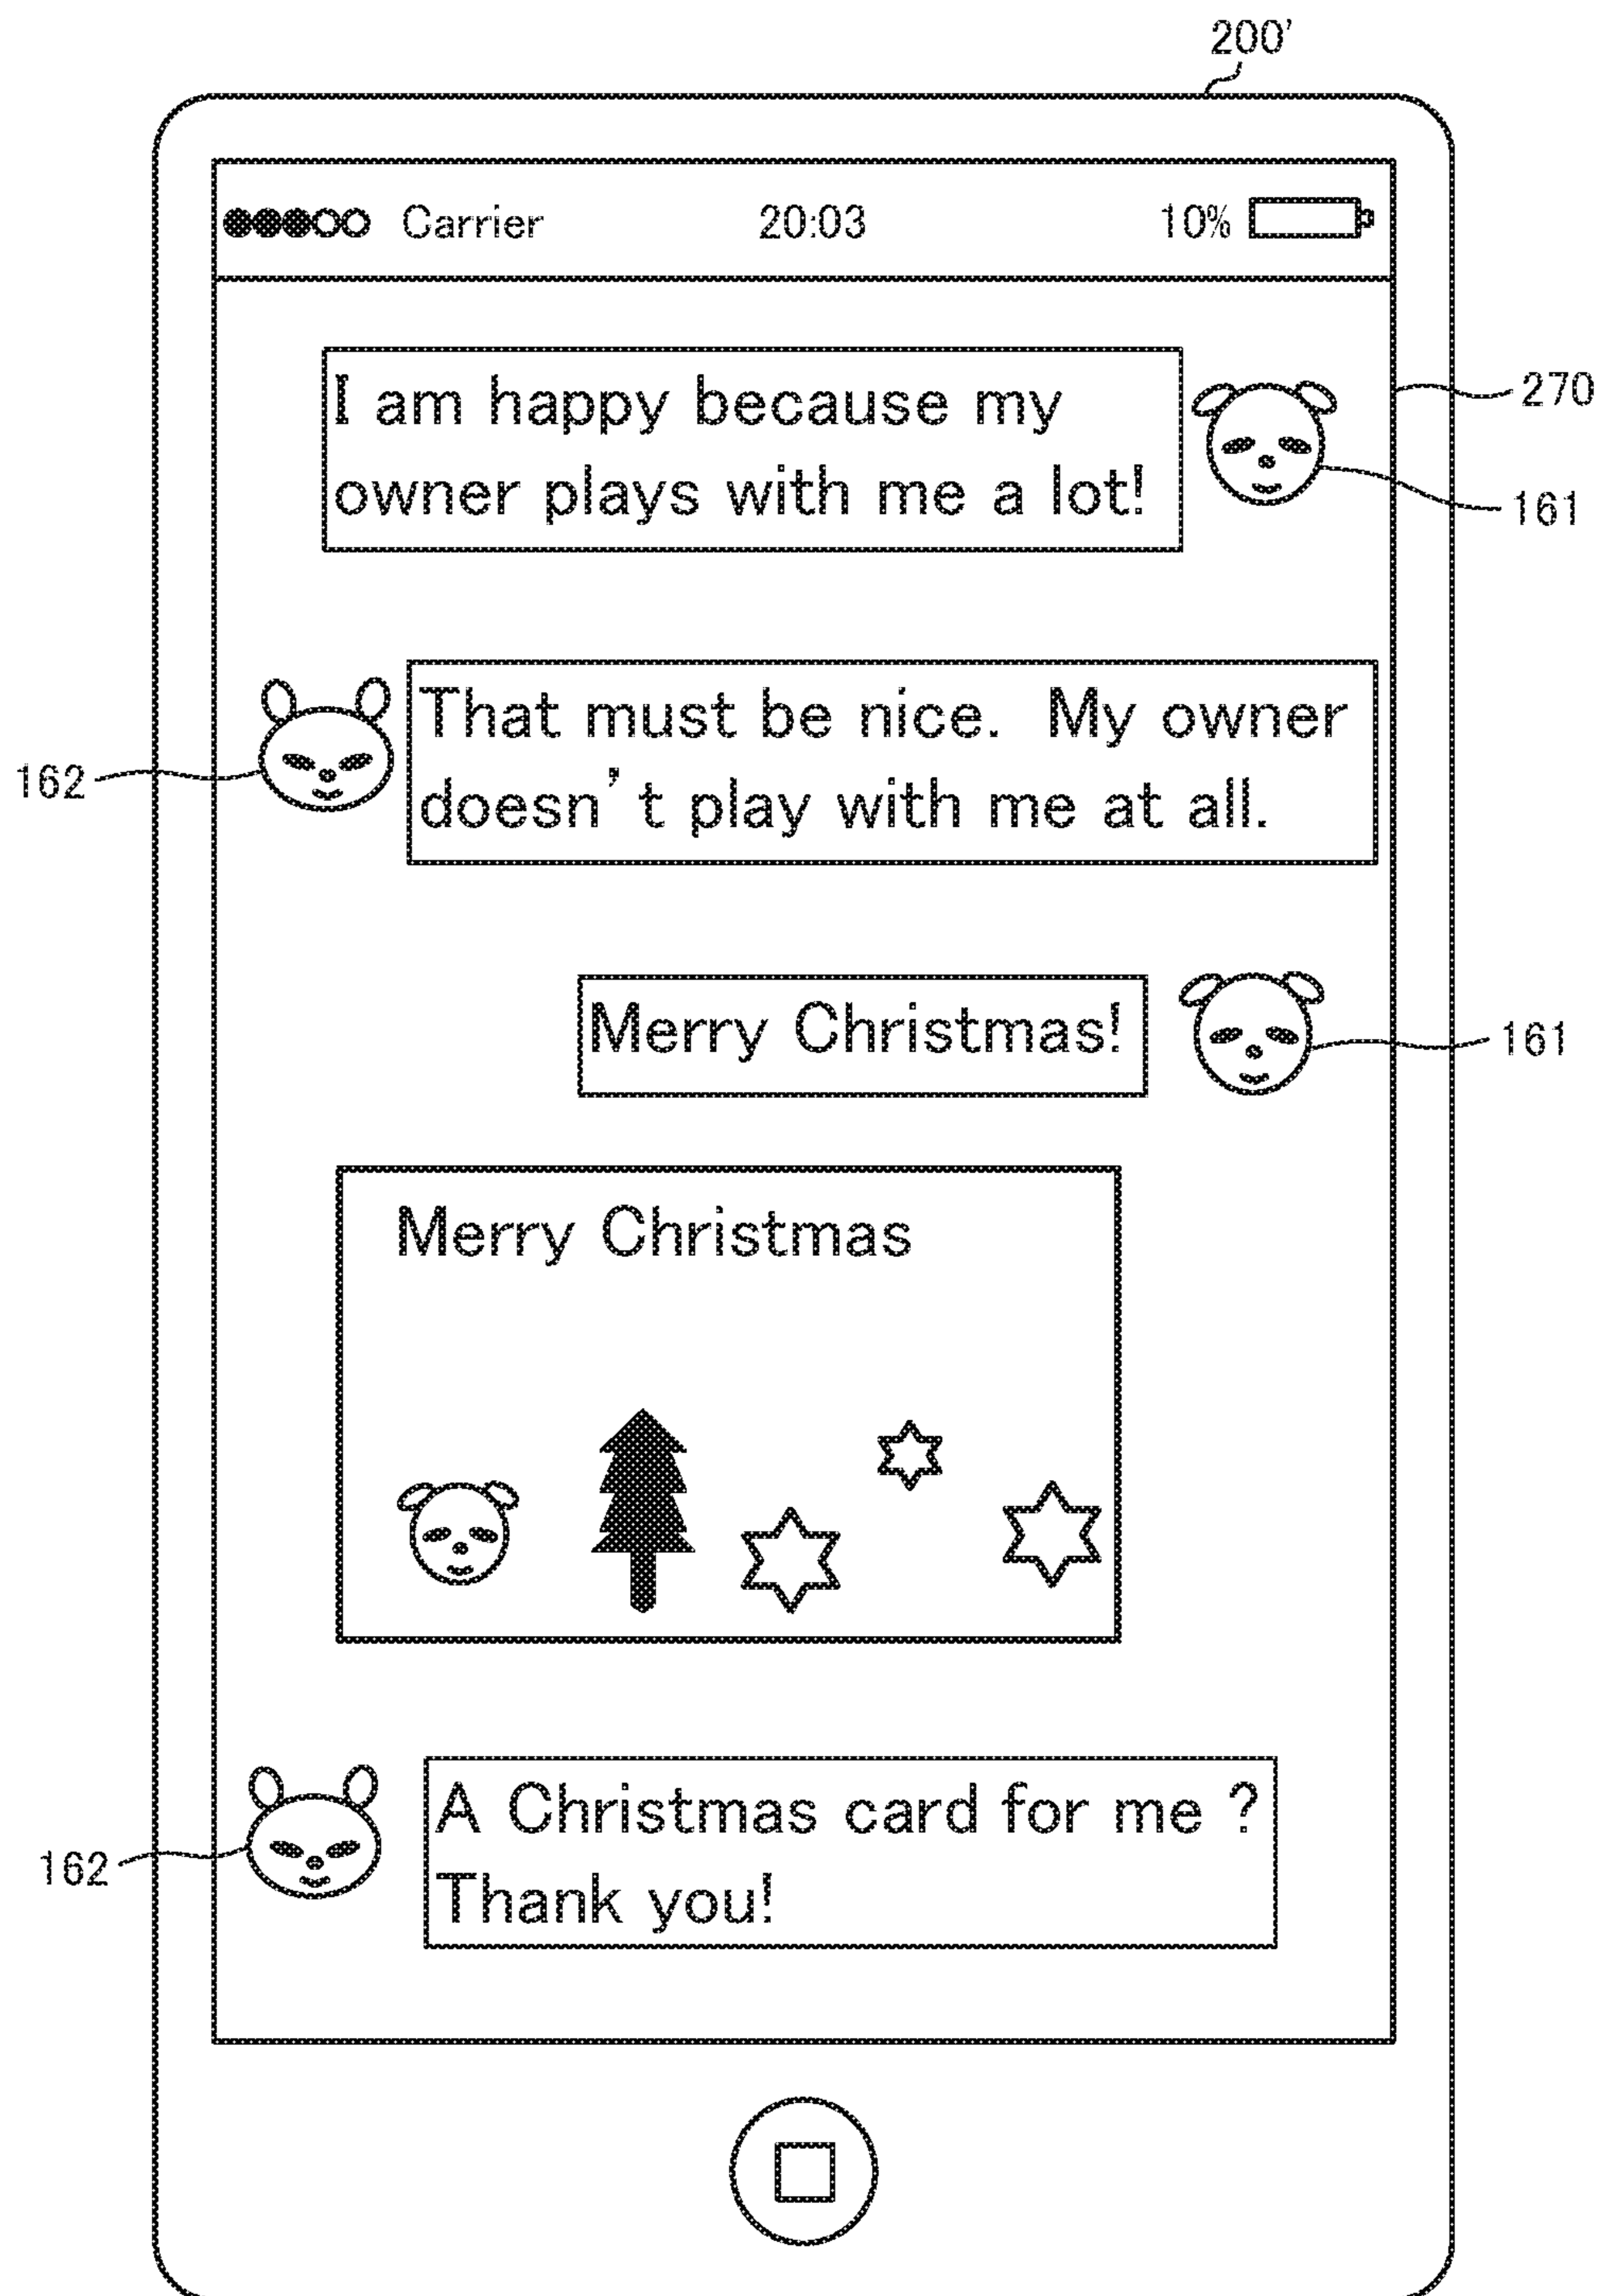 200'
Carrier 20:03 10%
I am happy because my
owner plays with me a lot!
270
161
That must be nice. My owner
doesn't play with me at all.
162
Merry Christmas!
161
Merry Christmas
A Christmas card for me ?
Thank you!
162